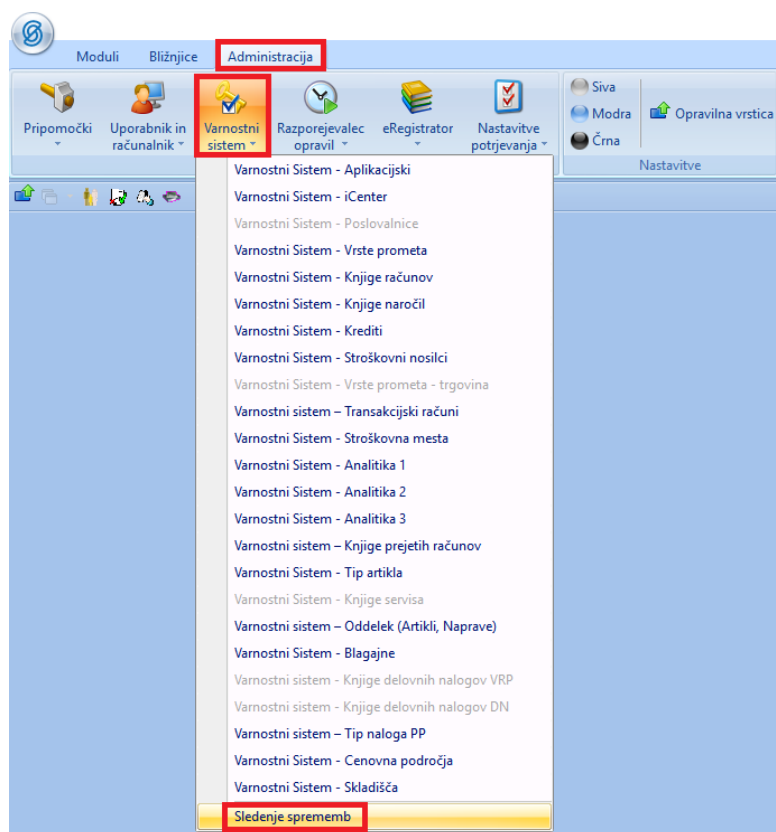 Moduli Bližnjice Administracija
Pripomočki
Uporabnik in
računalnik
Varnostni
sistem
Razporejevalec
opravil
eRegistrator
Nastavitve
potrjevanja
Siva
Modra
Črna
Opravilna vrstica
Nastavitve
Varnostni Sistem - Aplikacijski
Varnostni Sistem - iCenter
Varnostni Sistem - Poslovalnice
Varnostni Sistem - Vrste prometa
Varnostni Sistem - Knjige računov
Varnostni Sistem - Knjige naročil
Varnostni Sistem - Krediti
Varnostni Sistem - Stroškovni nosilci
Varnostni Sistem - Vrste prometa - trgovina
Varnostni sistem – Transakcijski računi
Varnostni Sistem - Stroškovna mesta
Varnostni Sistem - Analitika 1
Varnostni Sistem - Analitika 2
Varnostni Sistem - Analitika 3
Varnostni sistem – Knjige prejetih računov
Varnostni Sistem - Tip artikla
Varnostni Sistem - Knjige servisa
Varnostni sistem – Oddelek (Artikli, Naprave)
Varnostni Sistem - Blagajne
Varnostni sistem - Knjige delovnih nalogov VRP
Varnostni sistem - Knjige delovnih nalogov DN
Varnostni sistem – Tip naloga PP
Varnostni Sistem - Cenovna področja
Varnostni Sistem - Skladišča
Sledenje sprememb